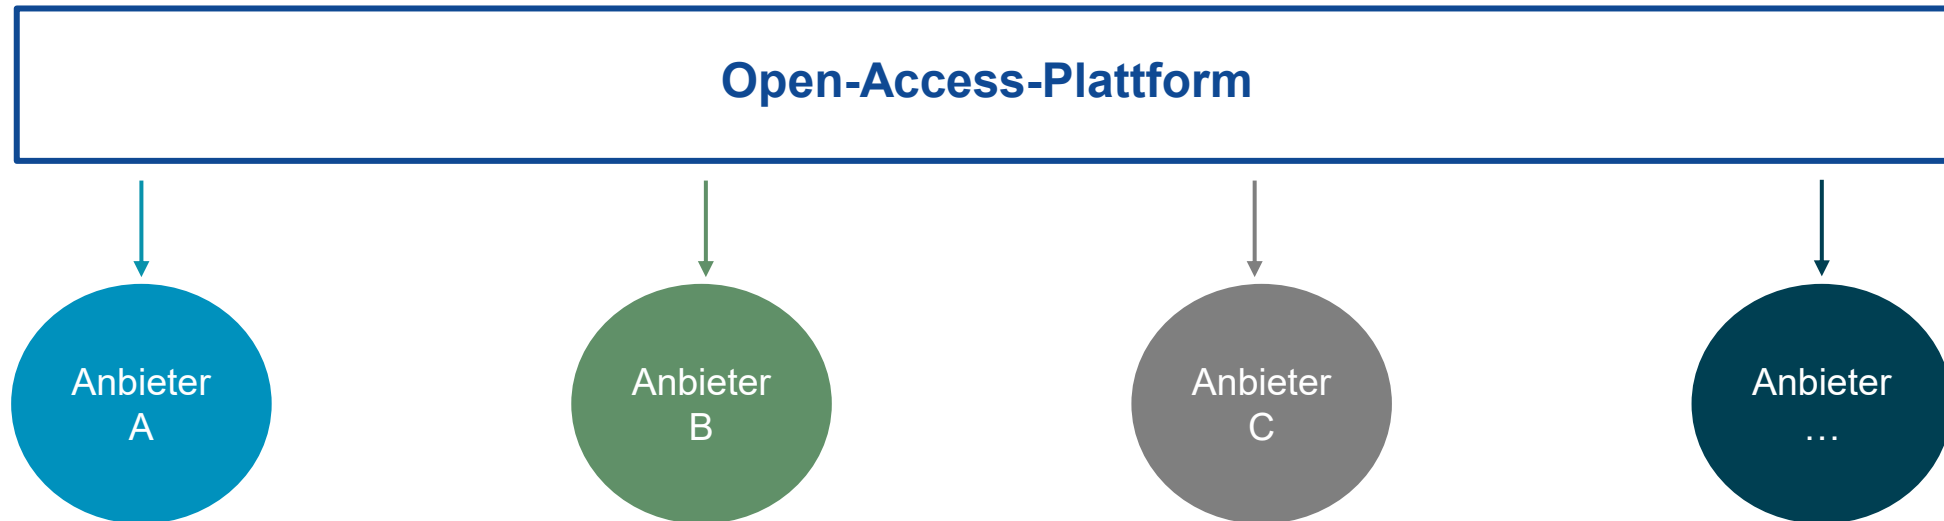 Open-Access-Plattform
Anbieter
A
Anbieter
B
Anbieter
C
Anbieter
…